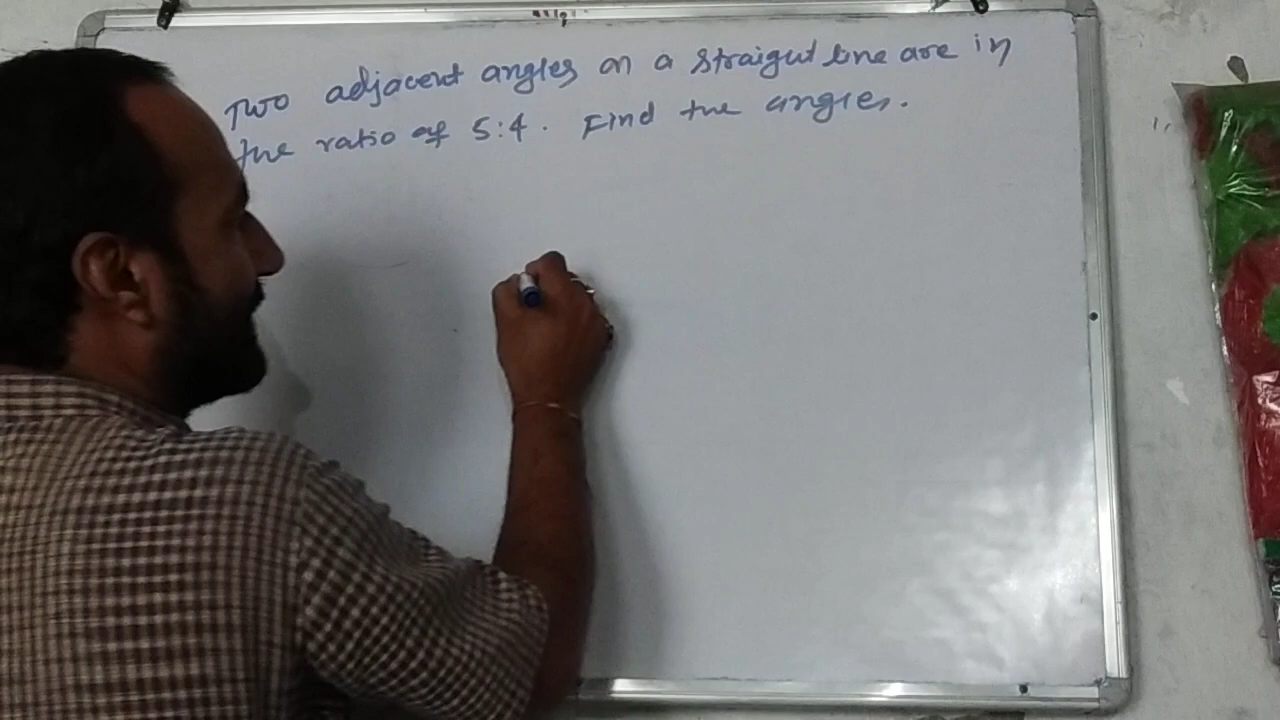 Two adjacent angles on a straight line are in
the ratio of 5:4. Find the angles.